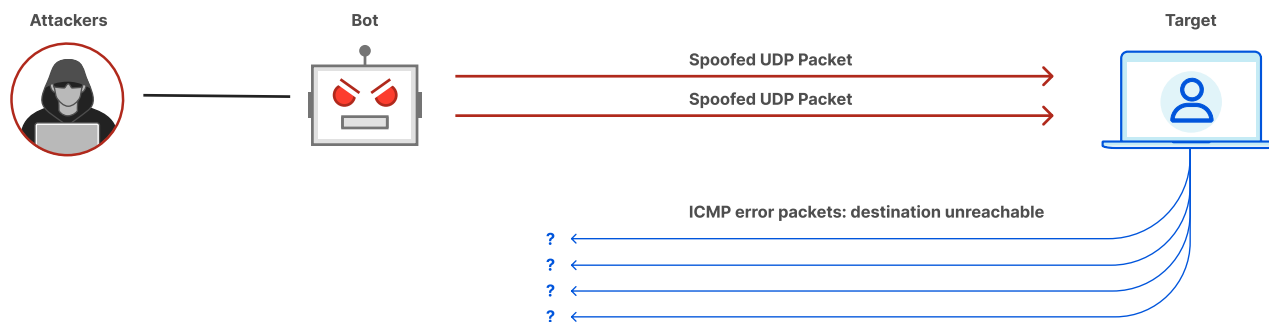 Attackers
Bot
Target
Spoofed UDP Packet
Spoofed UDP Packet
ICMP error packets: destination unreachable
?
?
?
?